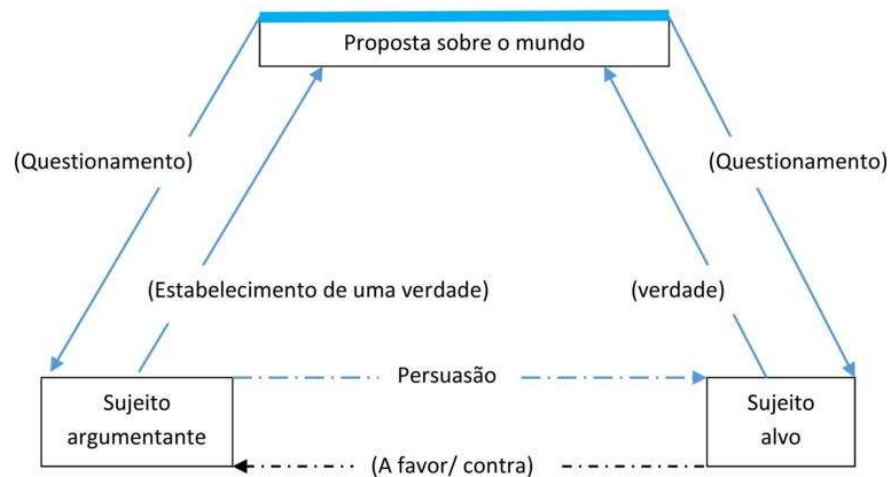 Proposta sobre o mundo
(Questionamento)
(Questionamento)
(Estabelecimento de uma verdade)
(verdade)
Persuasão
Sujeito
argumentante
Sujeito
alvo
(A favor/ contra)